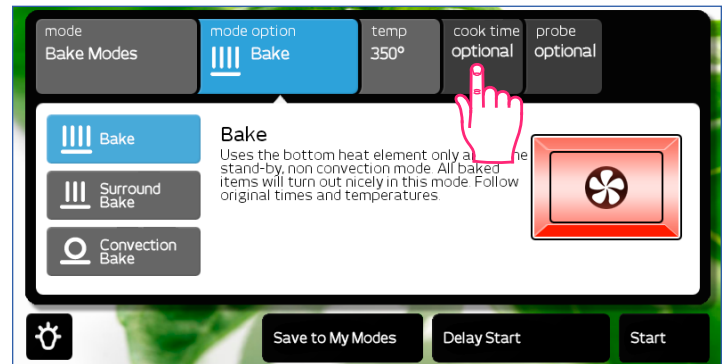 mode
Bake Modes
mode option
Bake
temp
350°
cook time
optional
probe
optional
Bake
Surround
Bake
Convection
Bake
Bake
Uses the bottom heat element only a
stand-by, non convection mode. All baked
items will turn out nicely in this mode. Follow
original times and temperatures.
Save to My Modes
Delay Start
Start